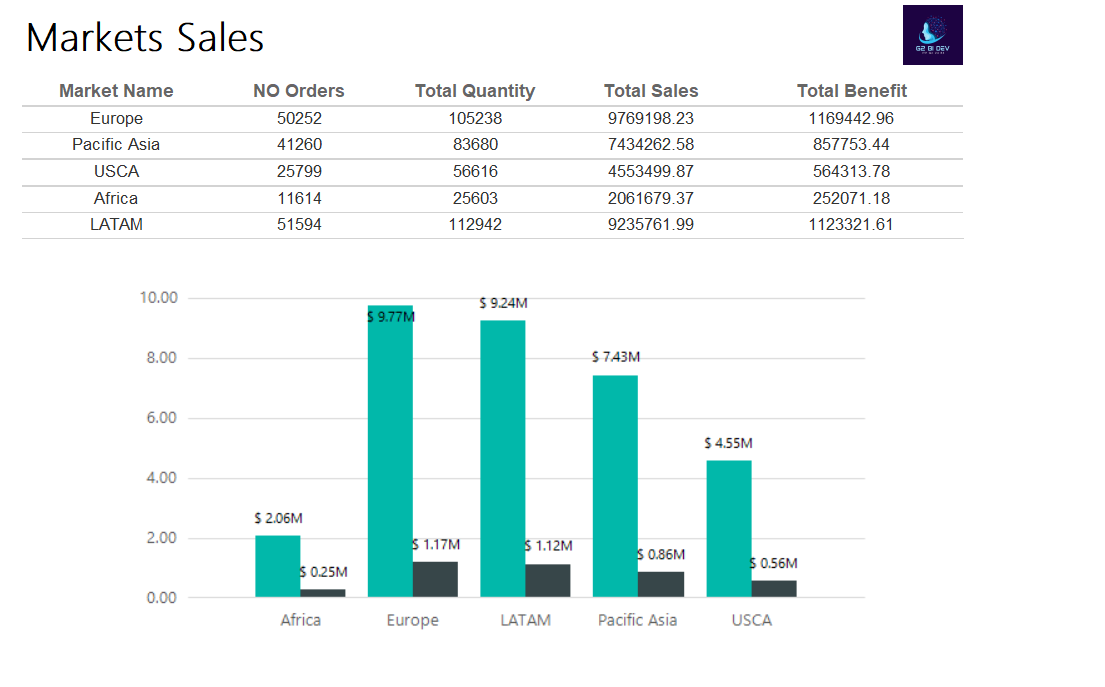 Markets Sales
G2 BI DEV
Market Name NO Orders Total Quantity Total Sales Total Benefit
Europe 50252 105238 9769198.23 1169442.96
Pacific Asia 41260 83680 7434262.58 857753.44
USCA 25799 56616 4553499.87 564313.78
Africa 11614 25603 2061679.37 252071.18
LATAM 51594 112942 9235761.99 1123321.61
10.00
8.00
6.00
4.00
2.00
0.00
$ 2.06M
$ 0.25M
$ 9.77M
$ 1.17M
$ 9.24M
$ 1.12M
$ 7.43M
$ 0.86M
$ 4.55M
$ 0.56M
Africa Europe LATAM Pacific Asia USCA